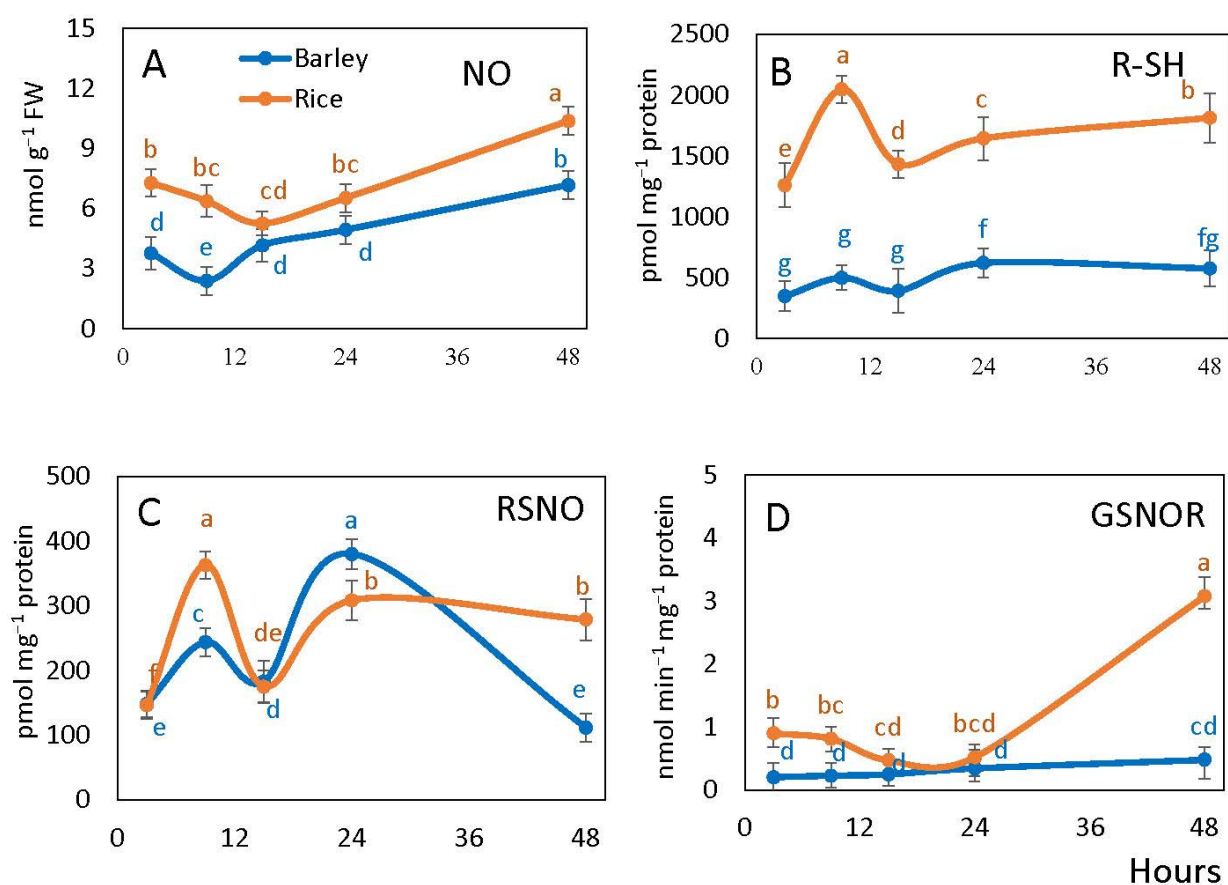 15
12
9
6
3
0
nmol g⁻¹ FW
A
Barley
Rice
NO
b
bc
cd
bc
a
d
e
d
d
b
0 12 24 36 48
2500
2000
1500
1000
500
0
pmol mg⁻¹ protein
B
R-SH
e
a
d
c
b
g
g
g
f
fg
0 12 24 36 48
500
400
300
200
100
0
pmol mg⁻¹ protein
C
RSNO
f
a
de
b
b
e
c
d
a
e
0 12 24 36 48
5
4
3
2
1
0
nmol min⁻¹ mg⁻¹ protein
D
GSNOR
b
bc
cd
bcd
a
d
d
d
d
cd
0 12 24 36 48
Hours